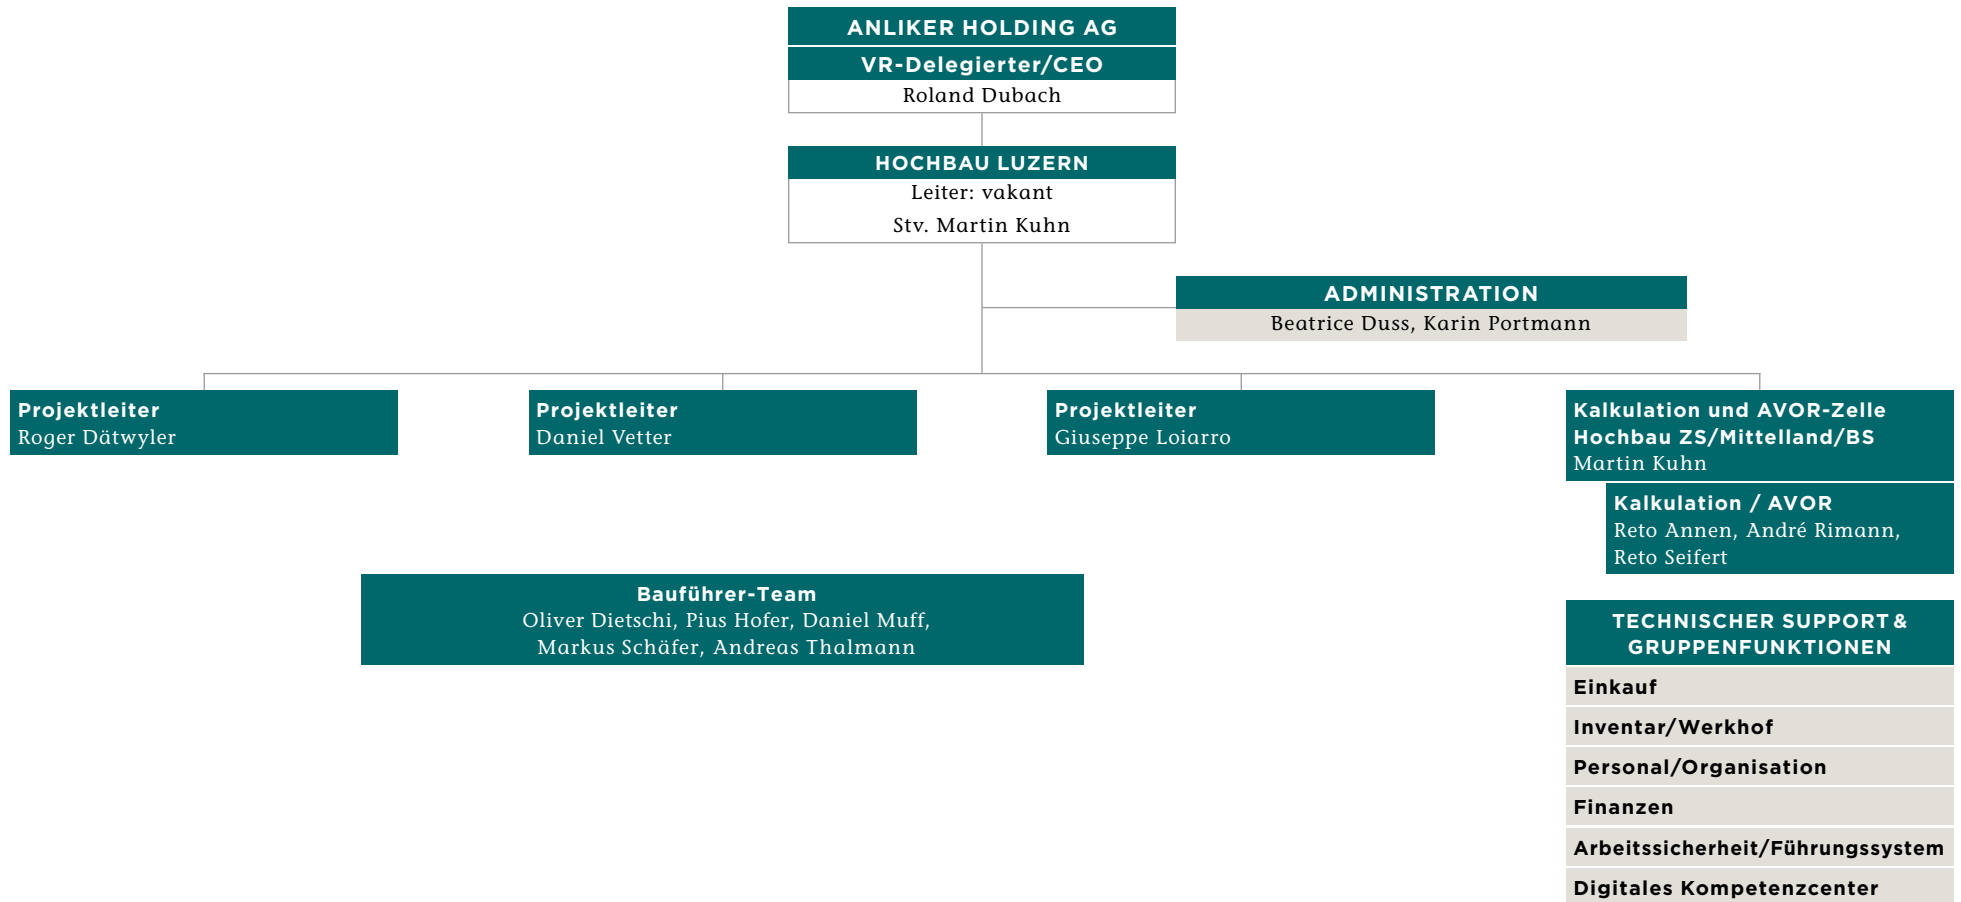 ANLIKER HOLDING AG
VR-Delegierter/CEO
Roland Dubach
HOCHBAU LUZERN
Leiter: vakant
Stv. Martin Kuhn
ADMINISTRATION
Beatrice Duss, Karin Portmann
Projektleiter
Roger Dätwyler
Projektleiter
Daniel Vetter
Projektleiter
Giuseppe Loiarro
Kalkulation und AVOR-Zelle
Hochbau ZS/Mittelland/BS
Martin Kuhn
Kalkulation / AVOR
Reto Annen, André Rimann,
Reto Seifert
Bauführer-Team
Oliver Dietschi, Pius Hofer, Daniel Muff,
Markus Schäfer, Andreas Thalmann
TECHNISCHER SUPPORT &
GRUPPENFUNKTIONEN
Einkauf
Inventar/Werkhof
Personal/Organisation
Finanzen
Arbeitssicherheit/Führungssystem
Digitales Kompetenzcenter